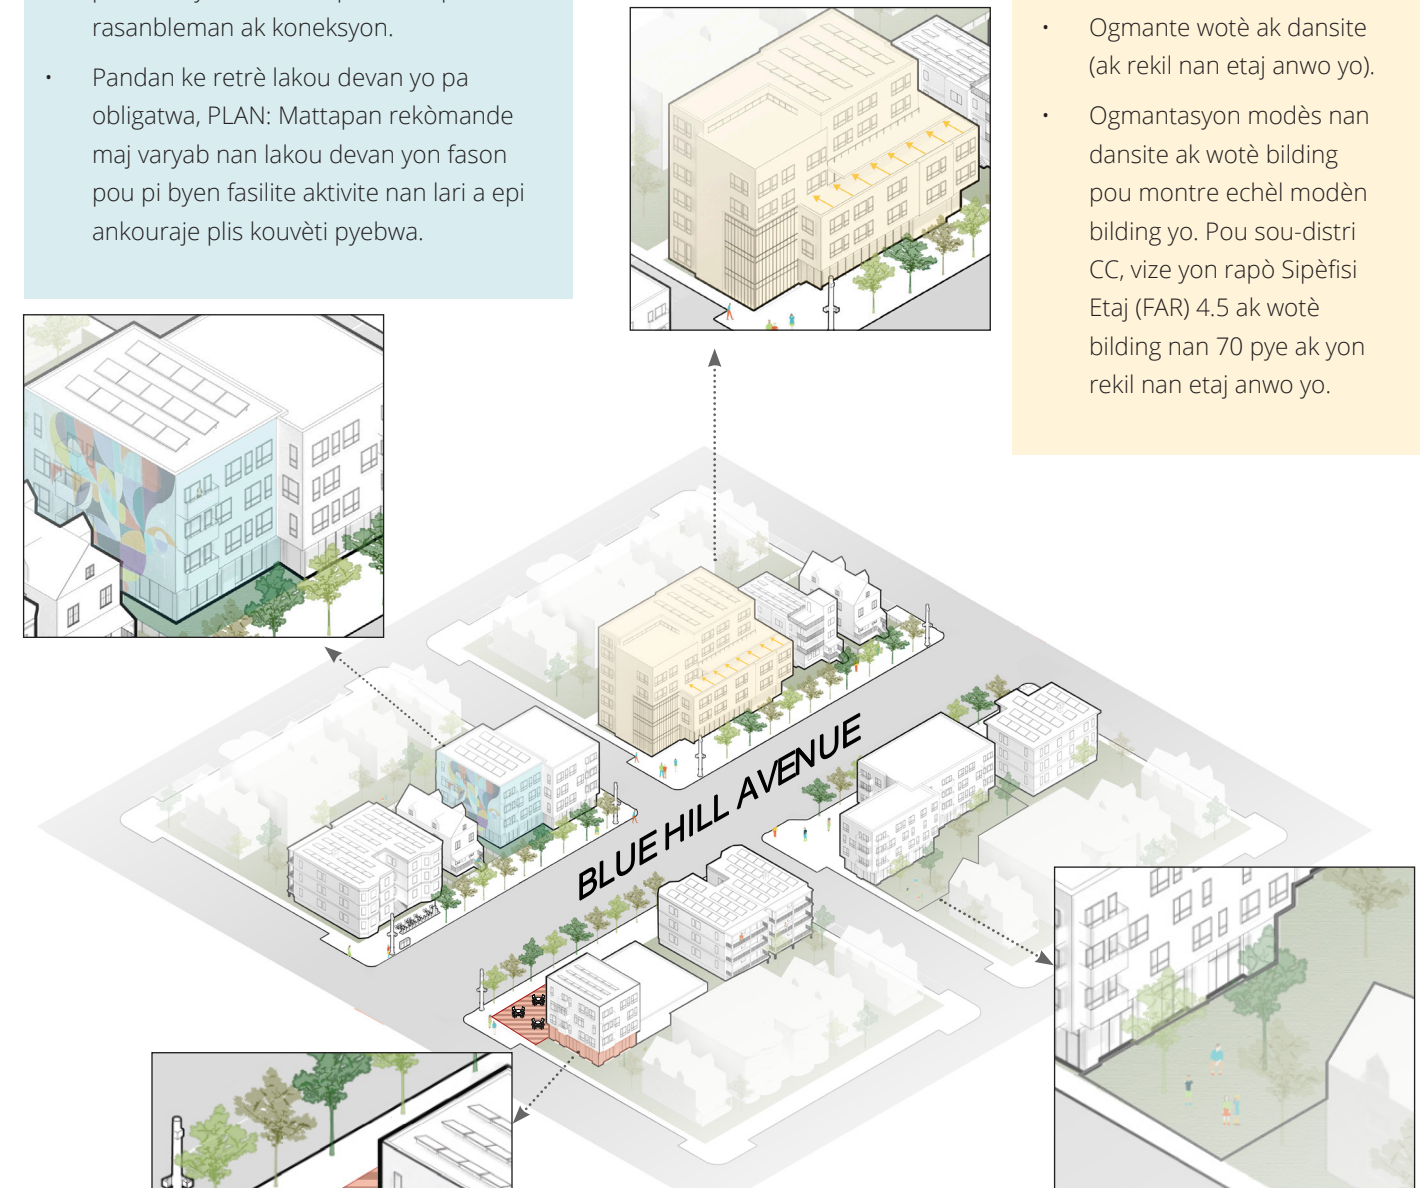 rasanbleman ak koneksyon.
• Pandan ke retrè lakou devan yo pa
obligatwa, PLAN: Mattapan rekòmande
maj varyab nan lakou devan yon fason
pou pi byen fasilite aktivite nan lari a epi
ankouraje plis kouvèti pyebwa.
• Ogmante wotè ak dansite
(ak rekil nan etaj anwo yo).
• Ogmantasyon modès nan
dansite ak wotè bilding
pou montre echèl modèn
bilding yo. Pou sou-distri
CC, vize yon rapò Sipèfisi
Etaj (FAR) 4.5 ak wotè
bilding nan 70 pye ak yon
rekil nan etaj anwo yo.
BLUE HILL AVENUE